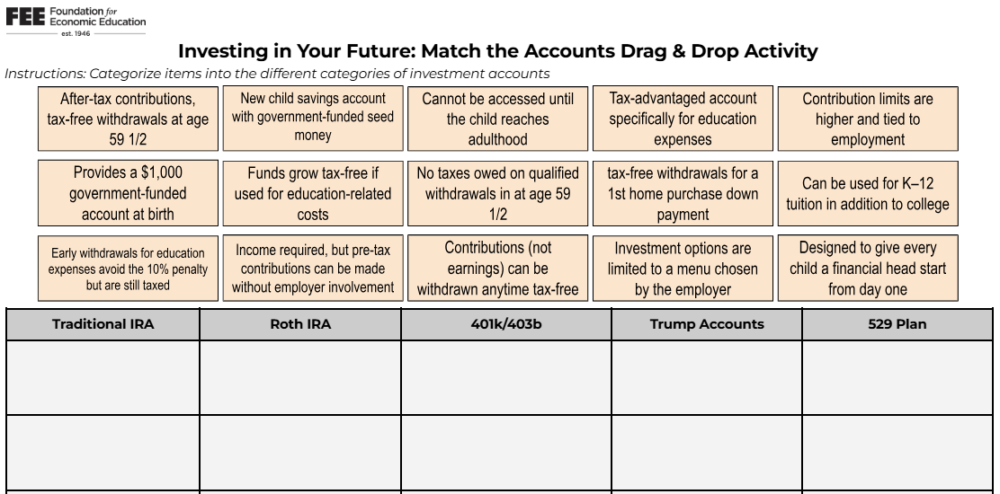 FEE Foundation for
Economic Education
est. 1946
Investing in Your Future: Match the Accounts Drag & Drop Activity
Instructions: Categorize items into the different categories of investment accounts
After-tax contributions,
tax-free withdrawals at age
59 1/2
New child savings account
with government-funded seed
money
Cannot be accessed until
the child reaches
adulthood
Tax-advantaged account
specifically for education
expenses
Contribution limits are
higher and tied to
employment
Provides a $1,000
government-funded
account at birth
Funds grow tax-free if
used for education-related
costs
No taxes owed on qualified
withdrawals in at age 59
1/2
tax-free withdrawals for a
1st home purchase down
payment
Can be used for K–12
tuition in addition to college
Early withdrawals for education
expenses avoid the 10% penalty
but are still taxed
Income required, but pre-tax
contributions can be made
without employer involvement
Contributions (not
earnings) can be
withdrawn anytime tax-free
Investment options are
limited to a menu chosen
by the employer
Designed to give every
child a financial head start
from day one
Traditional IRA
Roth IRA
401k/403b
Trump Accounts
529 Plan